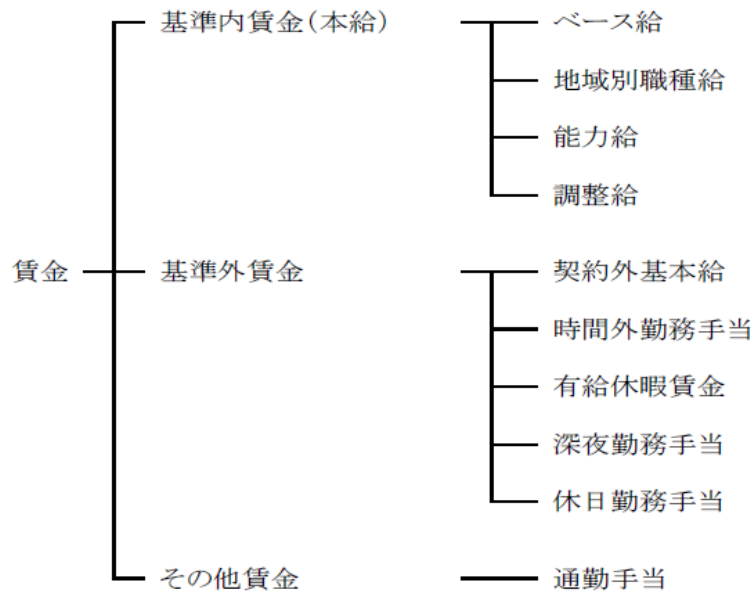 基準内賃金(本給)
ベース給
地域別職種給
能力給
調整給
賃金
基準外賃金
契約外基本給
時間外勤務手当
有給休暇賃金
深夜勤務手当
休日勤務手当
その他賃金
通勤手当